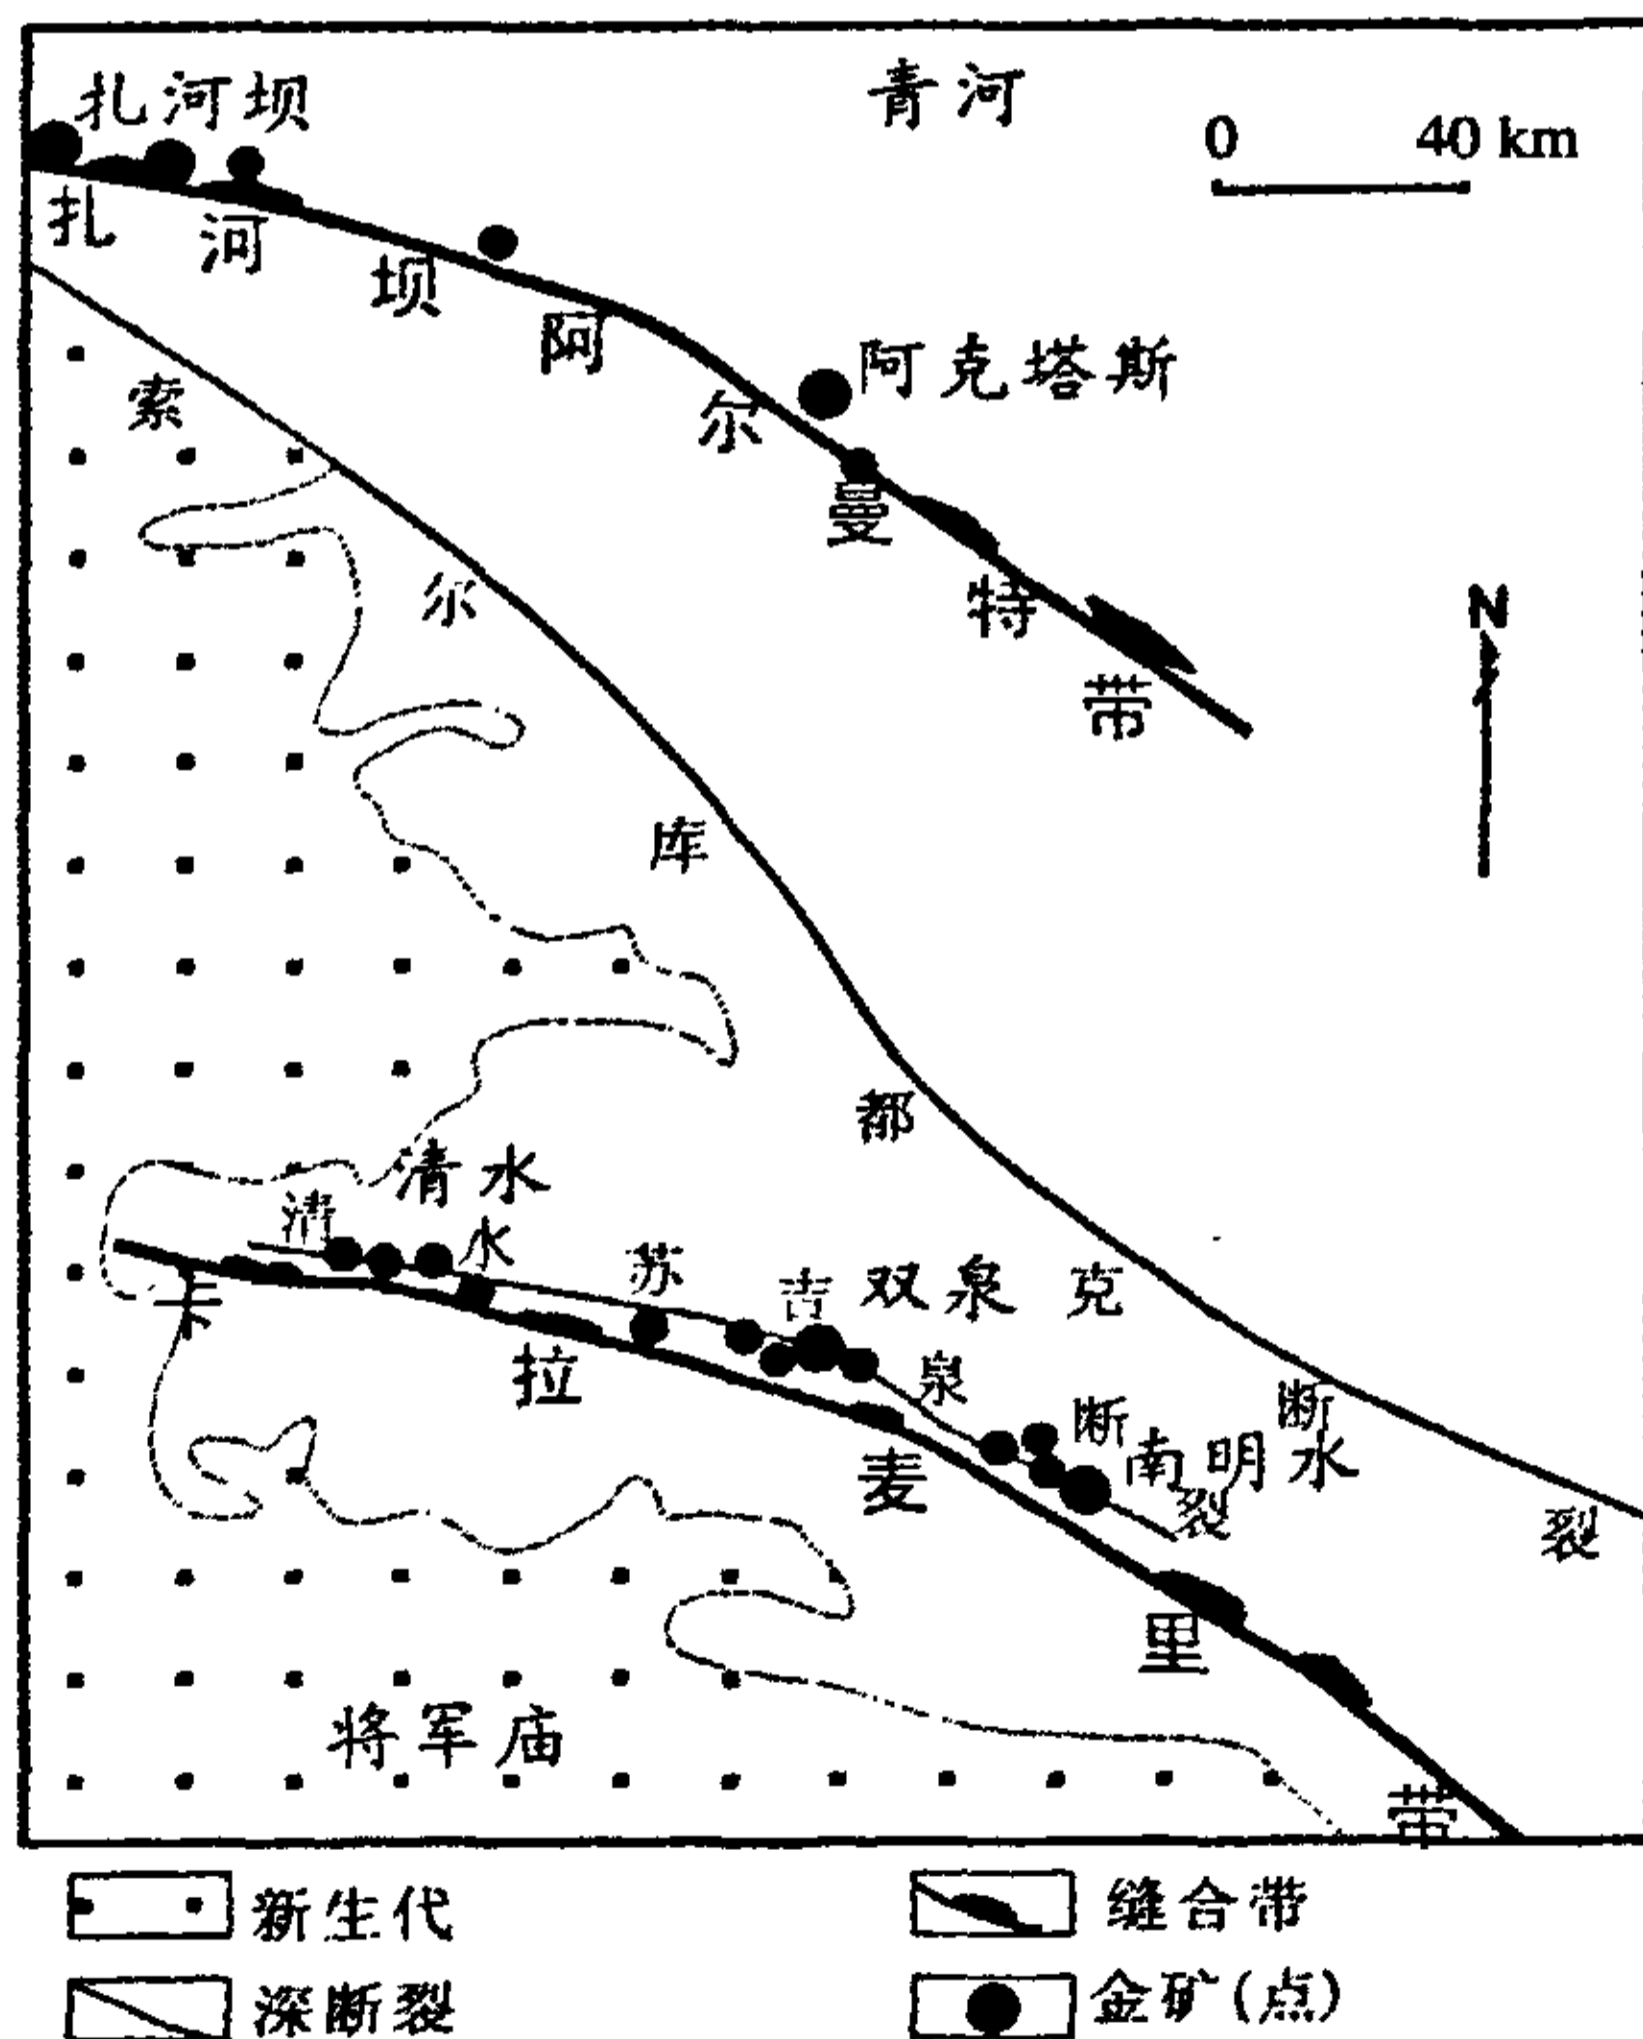 扎河坝
青河
0 40 km
扎河坝阿尔曼特带
阿克塔斯
索尔库都克断裂
N
清水
清水苏吉泉断裂
双泉
南明水
卡拉麦里带
将军庙
新生代
缝合带
深断裂
金矿(点)